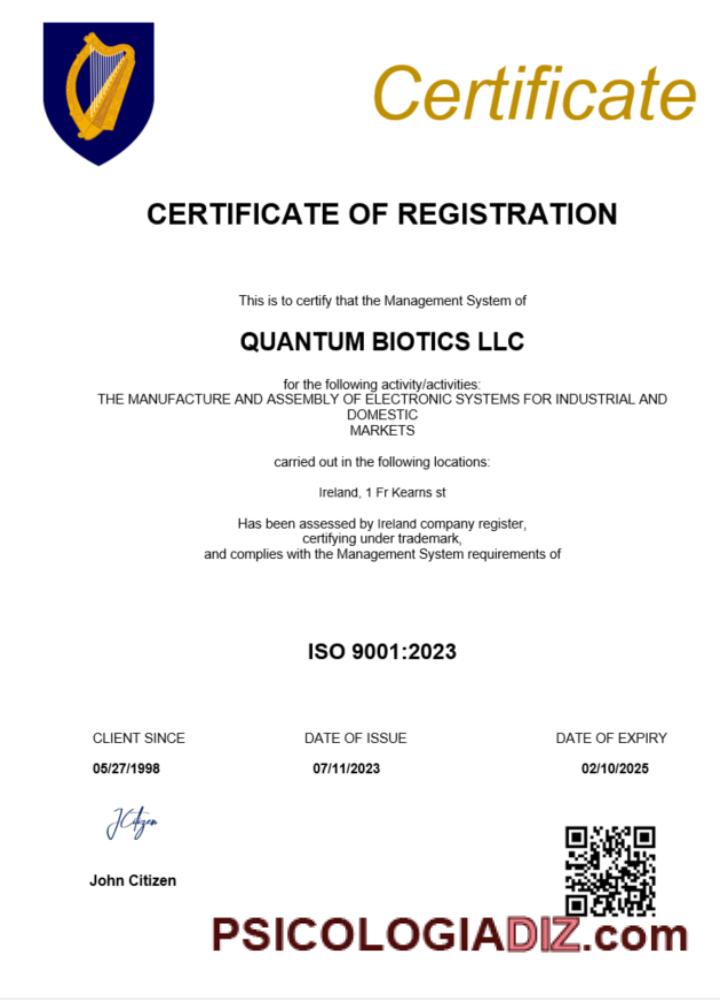 Certificate
CERTIFICATE OF REGISTRATION
This is to certify that the Management System of
QUANTUM BIOTICS LLC
for the following activity/activities:
THE MANUFACTURE AND ASSEMBLY OF ELECTRONIC SYSTEMS FOR INDUSTRIAL AND
DOMESTIC
MARKETS
carried out in the following locations:
Ireland, 1 Fr Kearns st
Has been assessed by Ireland company register,
certifying under trademark,
and complies with the Management System requirements of
ISO 9001:2023
CLIENT SINCE DATE OF ISSUE DATE OF EXPIRY
05/27/1998 07/11/2023 02/10/2025
JCitizen
John Citizen
PSICOLOGIADIZ.com